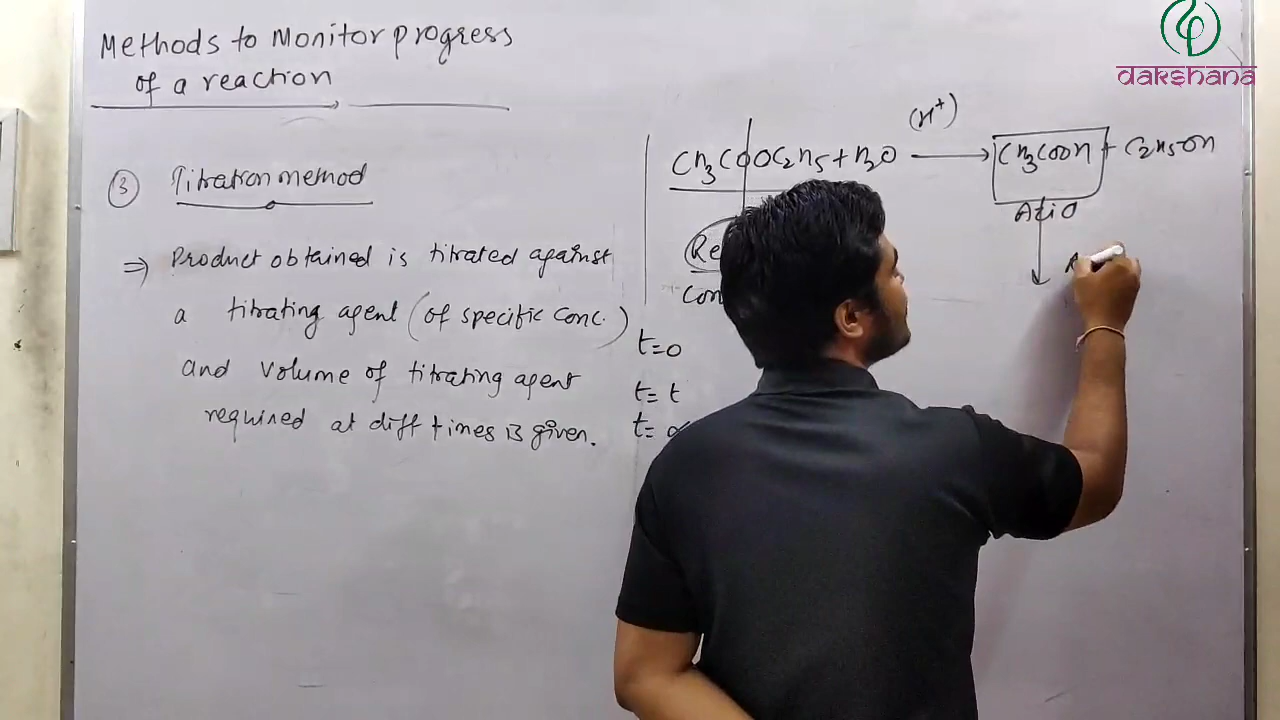 Methods to Monitor progress
of a reaction
③ Titration method
⇒ Product obtained is titrated against
a titrating agent (of specific conc.)
and volume of titrating agent
required at diff times is given.
(H⁺)
CH₃COOC₂H₅ + H₂O → CH₃COOH + C₂H₅OH
Acid
t=0
t=t
dakshana